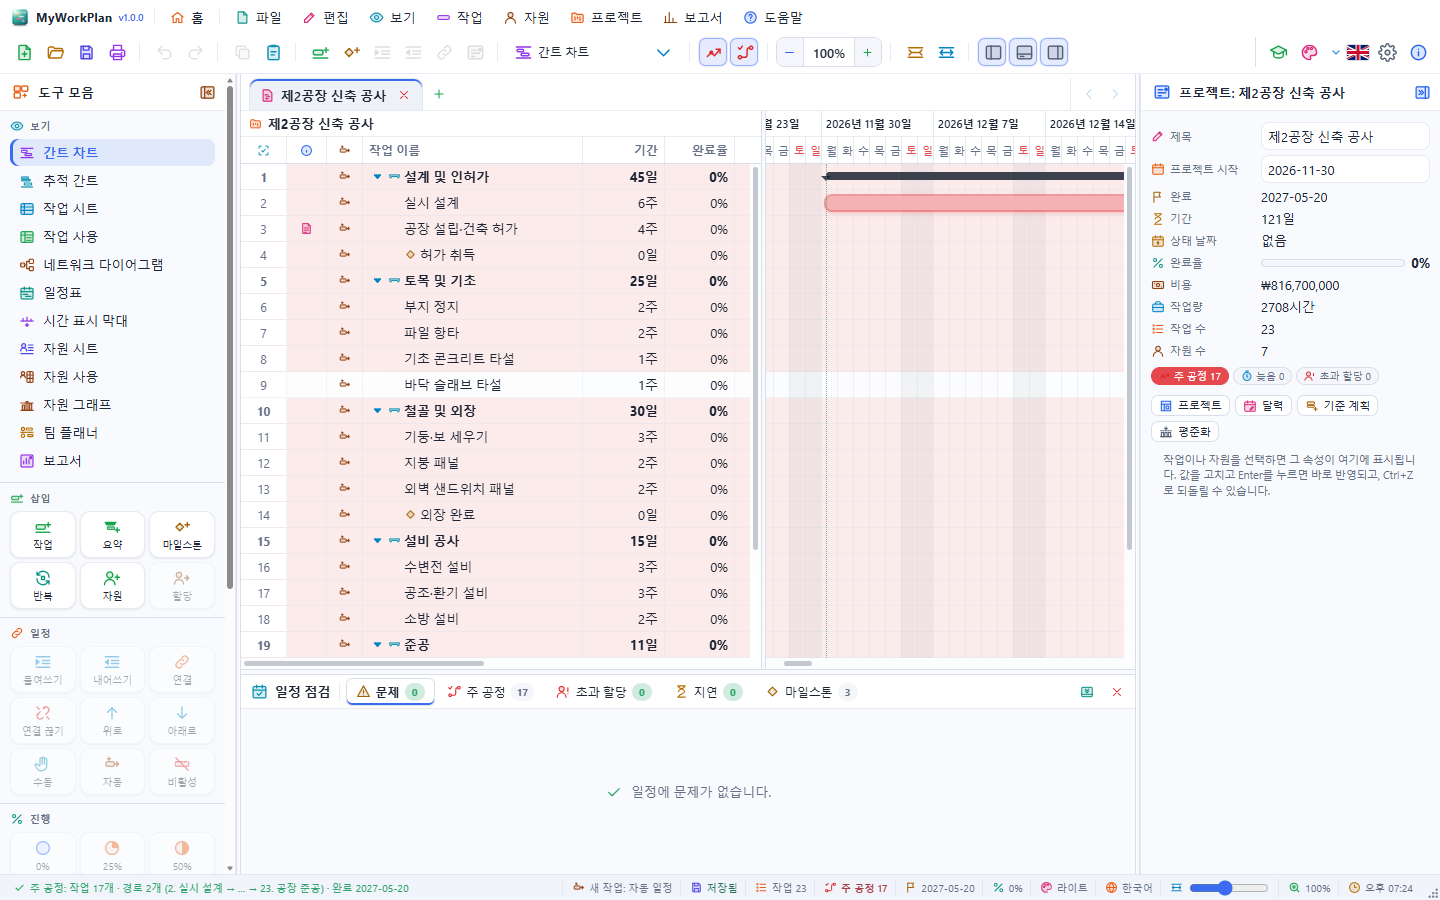 MyWorkPlan v1.0.0 홈 파일 편집 보기 작업 자원 프로젝트 보고서 도움말
간트 차트 100%
도구 모음
보기
간트 차트
추적 간트
작업 시트
작업 사용
네트워크 다이어그램
일정표
시간 표시 막대
자원 시트
자원 사용
자원 그래프
팀 플래너
보고서
삽입
작업 요약 마일스톤
반복 자원 할당
일정
들여쓰기 내어쓰기 연결
연결 끊기 위로 아래로
수동 자동 비활성
진행
0% 25% 50%
제2공장 신축 공사
제2공장 신축 공사
작업 이름 기간 완료율
1 설계 및 인허가 45일 0%
2 실시 설계 6주 0%
3 공장 설립·건축 허가 4주 0%
4 허가 취득 0일 0%
5 토목 및 기초 25일 0%
6 부지 정지 2주 0%
7 파일 항타 2주 0%
8 기초 콘크리트 타설 1주 0%
9 바닥 슬래브 타설 1주 0%
10 철골 및 외장 30일 0%
11 기둥·보 세우기 3주 0%
12 지붕 패널 2주 0%
13 외벽 샌드위치 패널 2주 0%
14 외장 완료 0일 0%
15 설비 공사 15일 0%
16 수변전 설비 3주 0%
17 공조·환기 설비 3주 0%
18 소방 설비 2주 0%
19 준공 11일 0%
월 23일 2026년 11월 30일 2026년 12월 7일 2026년 12월 14일
목 금 토 일 월 화 수 목 금 토 일 월 화 수 목 금 토 일 월 화 수 목 금 토
일정 점검 문제 0 주 공정 17 초과 할당 0 지연 0 마일스톤 3
일정에 문제가 없습니다.
프로젝트: 제2공장 신축 공사
제목 제2공장 신축 공사
프로젝트 시작 2026-11-30
완료 2027-05-20
기간 121일
상태 날짜 없음
완료율 0%
비용 ₩816,700,000
작업량 2708시간
작업 수 23
자원 수 7
주 공정 17 늦음 0 초과 할당 0
프로젝트 달력 기준 계획
평준화
작업이나 자원을 선택하면 그 속성이 여기에 표시됩니
다. 값을 고치고 Enter를 누르면 바로 반영되고, Ctrl+Z
로 되돌릴 수 있습니다.
주 공정: 작업 17개 · 경로 2개 (2. 실시 설계 → ... → 23. 공장 준공) · 완료 2027-05-20
새 작업: 자동 일정 저장됨 작업 23 주 공정 17 2027-05-20 0% 라이트 한국어 100% 오후 07:24